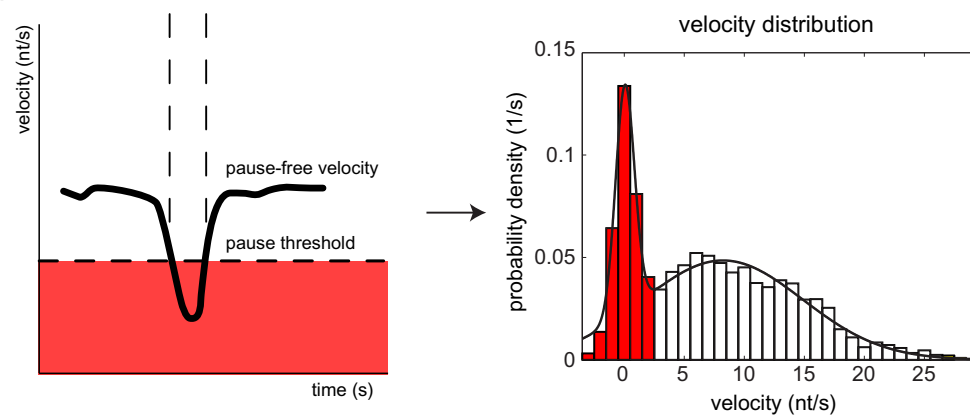 velocity (nt/s)
pause-free velocity
pause threshold
time (s)
velocity distribution
probability density (1/s)
0.15
0.1
0.05
0
0 5 10 15 20 25
velocity (nt/s)